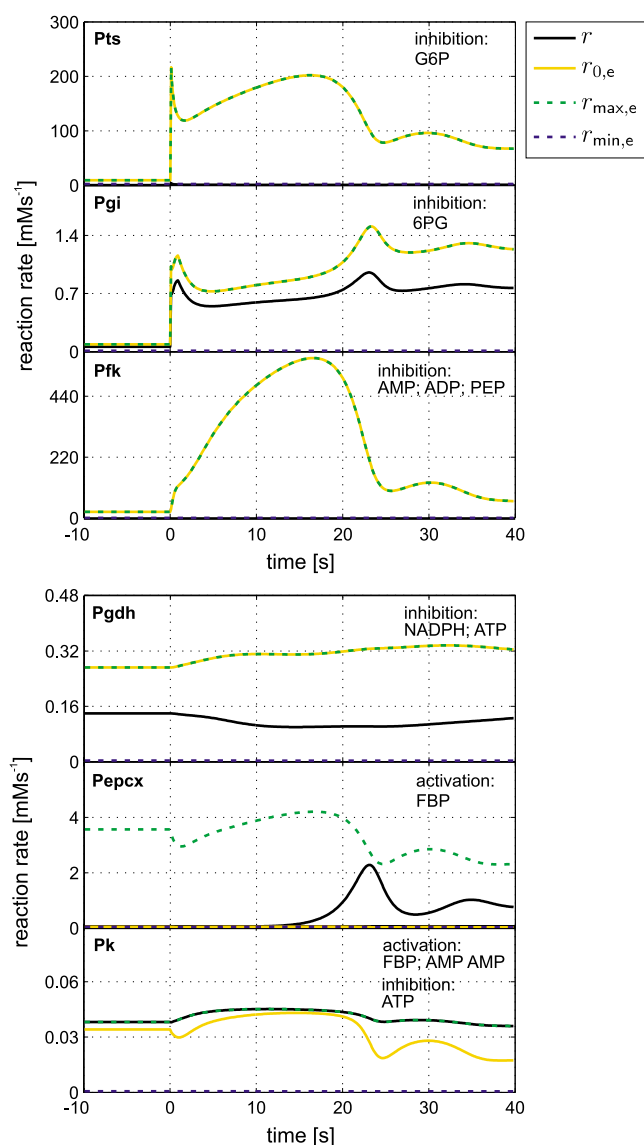 300
200
100
0
Pts
inhibition:
G6P
r
r0,e
rmax,e
rmin,e
1.4
0.7
0
Pgi
inhibition:
6PG
reaction rate [mMs-1]
440
220
0
Pfk
inhibition:
AMP; ADP; PEP
-10 0 10 20 30 40
time [s]
0.48
0.32
0.16
0
Pgdh
inhibition:
NADPH; ATP
4
2
0
Pepcx
activation:
FBP
reaction rate [mMs-1]
0.06
0.03
0
Pk
activation:
FBP; AMP AMP
inhibition:
ATP
-10 0 10 20 30 40
time [s]